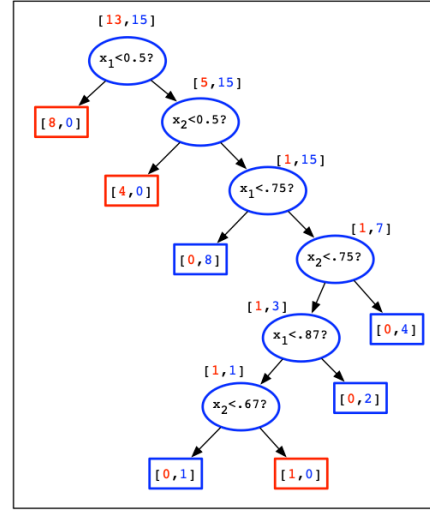 [13,15]
x1<0.5?
[5,15]
[8,0]
x2<0.5?
[1,15]
[4,0]
x1<.75?
[1,7]
[0,8]
x2<.75?
[1,3]
[0,4]
x1<.87?
[1,1]
[0,2]
x2<.67?
[0,1]
[1,0]